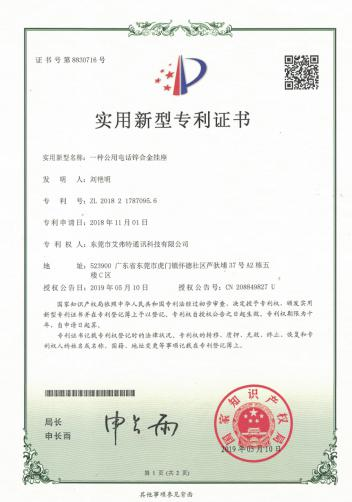 证书号第8830716号
实用新型专利证书
实用新型名称：一种公用电话锌合金挂座
发明人：刘艳明
专利号：ZL 2018 2 1787095.6
专利申请日：2018年11月01日
专利权人：东莞市艾弗特通讯科技有限公司
地址：523900 广东省东莞市虎门镇怀德社区芦狄埔37号A2栋五
楼C区
授权公告日：2019年05月10日 授权公告号：CN 208849827 U
国家知识产权局依照中华人民共和国专利法经过初步审查，决定授予专利权，颁发实用
新型专利证书并在专利登记簿上予以登记。专利权自授权公告之日起生效。专利权期限为十
年，自申请日起算。
专利证书记载专利权登记时的法律状况。专利权的转移、质押、无效、终止、恢复和专
利权人的姓名或名称、国籍、地址变更等事项记载在专利登记簿上。
局长
申长雨
申长雨
国家知识产权局
2019年05月10日
第 1 页 (共 2 页)
其他事项参见背面